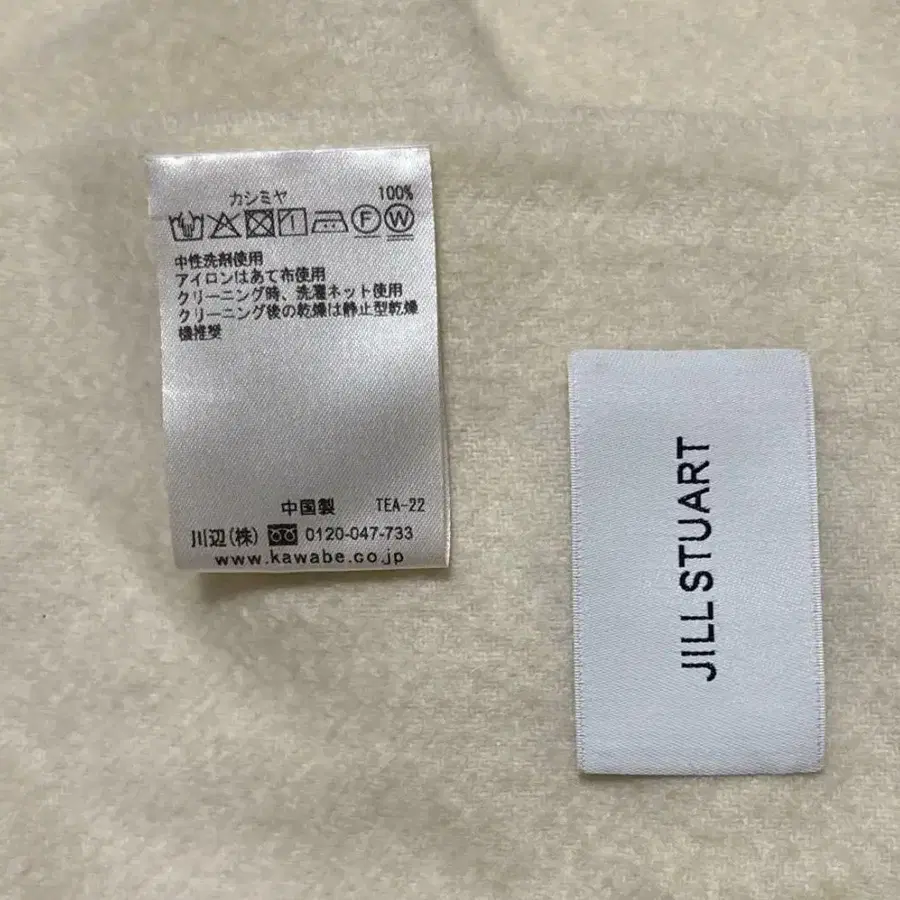 カシミヤ 100%
中性洗剤使用
アイロンはあて布使用
クリーニング時、洗濯ネット使用
クリーニング後の乾燥は静止型乾燥
機推奨
中国製 TEA-22
川辺(株) 0120-047-733
www.kawabe.co.jp
JILLSTUART